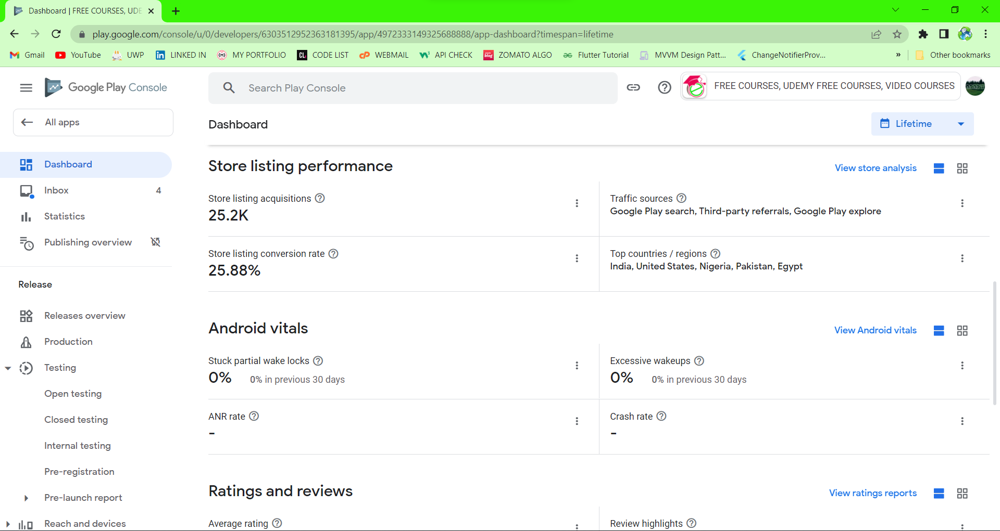 Dashboard | FREE COURSES, UDE
play.google.com/console/u/0/developers/6303512952363181395/app/4972333149325688888/app-dashboard?timespan=lifetime
Gmail YouTube UWP LINKED IN MY PORTFOLIO CL CODE LIST WEBMAIL API CHECK blog ZOMATO ALGO Flutter Tutorial MVVM Design Patt... ChangeNotifierProv... » Other bookmarks
Google Play Console
Search Play Console
FREE COURSES, UDEMY FREE COURSES, VIDEO COURSES
MMT
All apps
Dashboard
Lifetime
Dashboard
Inbox 4
Statistics
Publishing overview
Release
Releases overview
Production
Testing
Open testing
Closed testing
Internal testing
Pre-registration
Pre-launch report
Reach and devices
Store listing performance
View store analysis
Store listing acquisitions
25.2K
Traffic sources
Google Play search, Third-party referrals, Google Play explore
Store listing conversion rate
25.88%
Top countries / regions
India, United States, Nigeria, Pakistan, Egypt
Android vitals
View Android vitals
Stuck partial wake locks
0% 0% in previous 30 days
Excessive wakeups
0% 0% in previous 30 days
ANR rate
-
Crash rate
-
Ratings and reviews
View ratings reports
Average rating
Review highlights